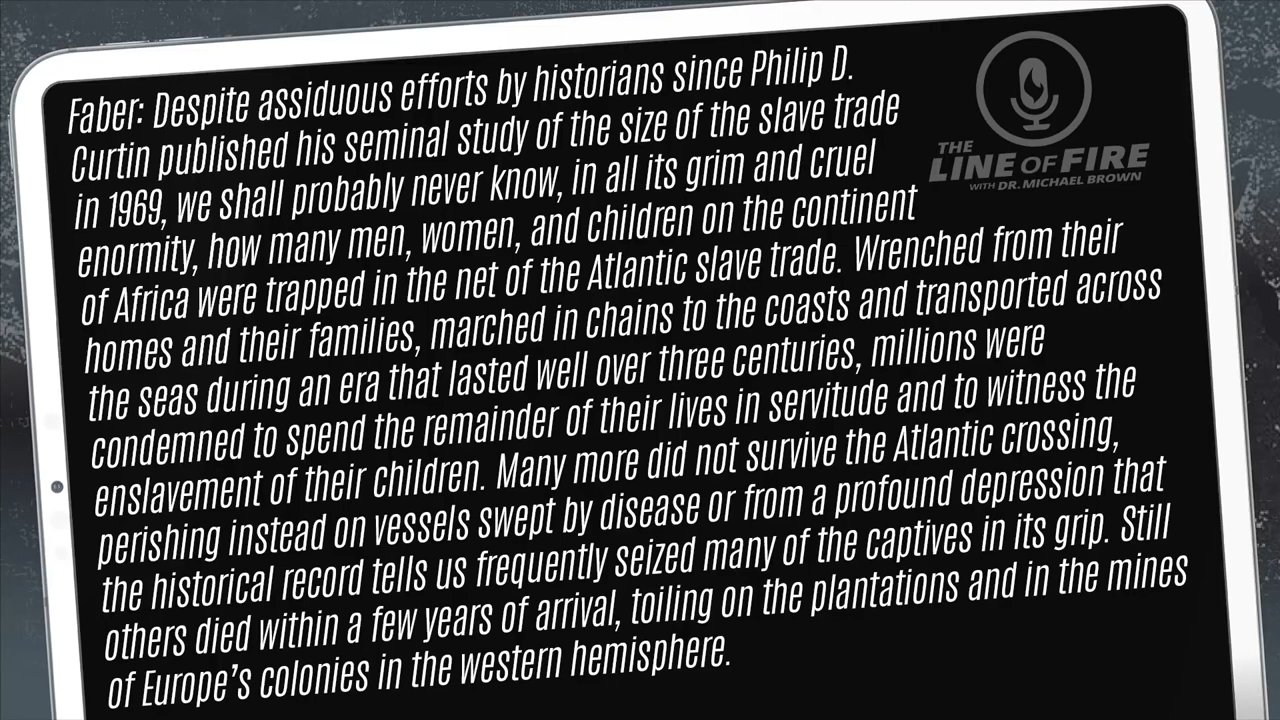 Faber: Despite assiduous efforts by historians since Philip D.
Curtin published his seminal study of the size of the slave trade
in 1969, we shall probably never know, in all its grim and cruel
enormity, how many men, women, and children on the continent
of Africa were trapped in the net of the Atlantic slave trade. Wrenched from their
homes and their families, marched in chains to the coasts and transported across
the seas during an era that lasted well over three centuries, millions were
condemned to spend the remainder of their lives in servitude and to witness the
enslavement of their children. Many more did not survive the Atlantic crossing,
perishing instead on vessels swept by disease or from a profound depression that
the historical record tells us frequently seized many of the captives in its grip. Still
others died within a few years of arrival, toiling on the plantations and in the mines
of Europe's colonies in the western hemisphere.
THE
LINE OF FIRE
WITH DR. MICHAEL BROWN